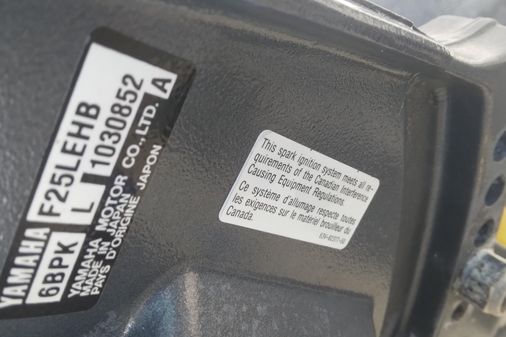 YAMAHA F25LEHB
6BPK L 1030852
YAMAHA MOTOR CO., LTD. A
MADE IN JAPAN
PAYS D'ORIGINE JAPON
This spark ignition system meets all re-
quirements of the Canadian Interference
Causing Equipment Regulations.
Ce système d'allumage respecte toutes
les exigences sur le matériel brouilleur du
Canada.